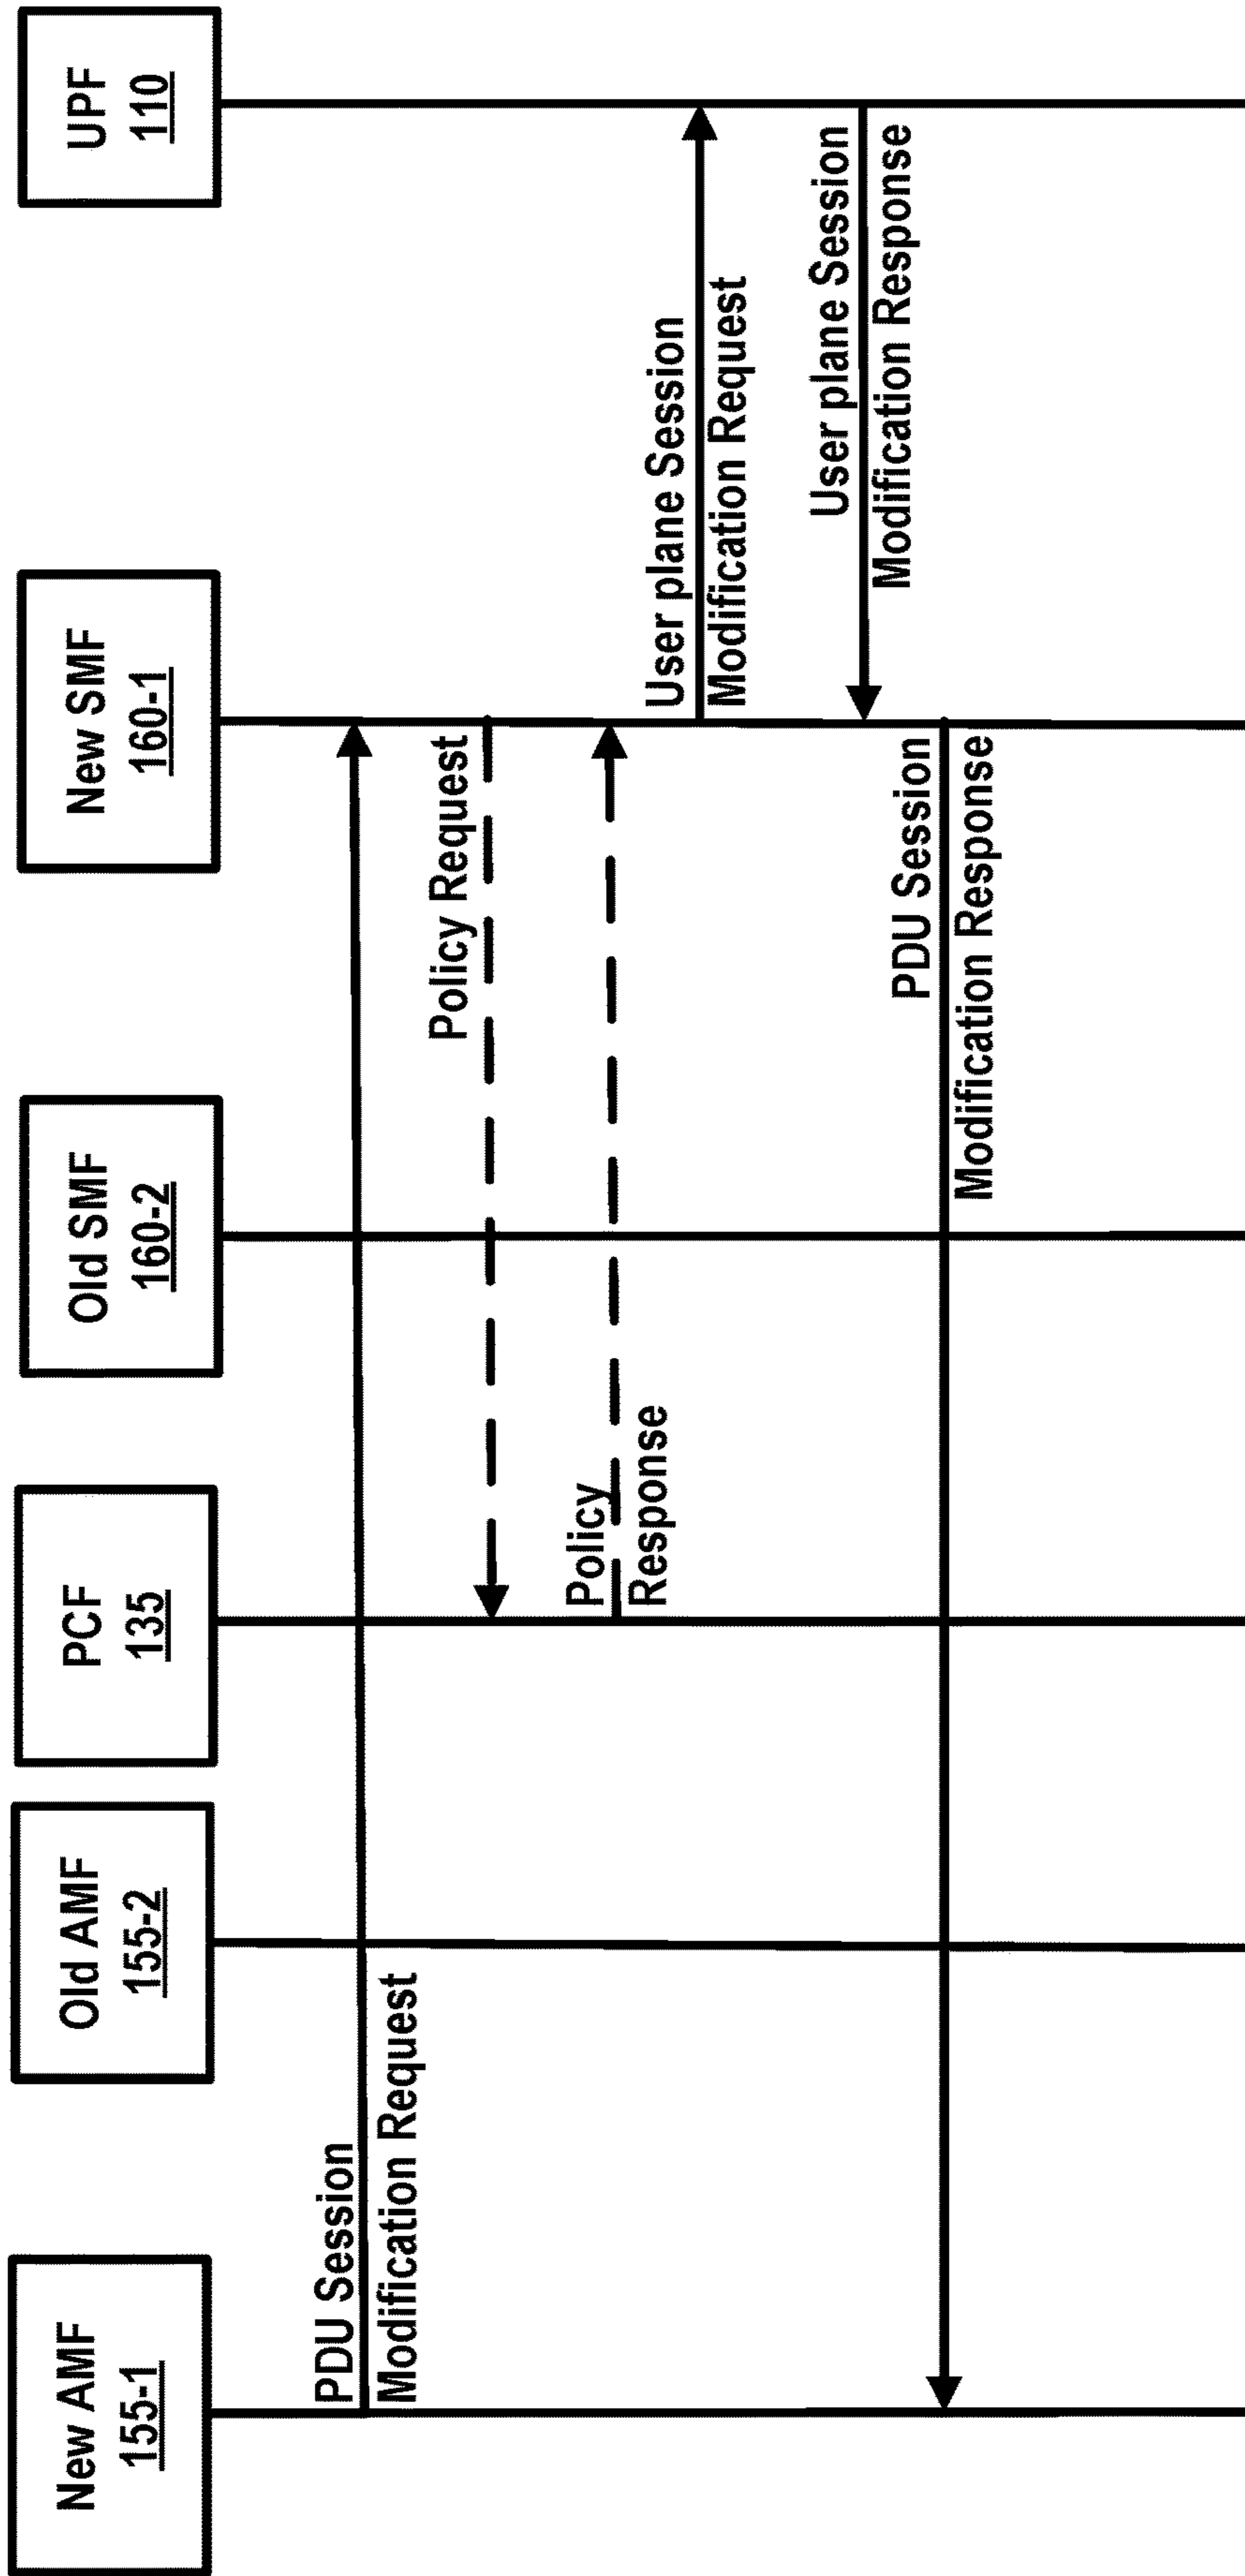 New AMF
155-1
Old AMF
155-2
PCF
135
Old SMF
160-2
New SMF
160-1
UPF
110
PDU Session
Modification Request
Policy Request
Policy
Response
User plane Session
Modification Request
User plane Session
Modification Response
PDU Session
Modification Response